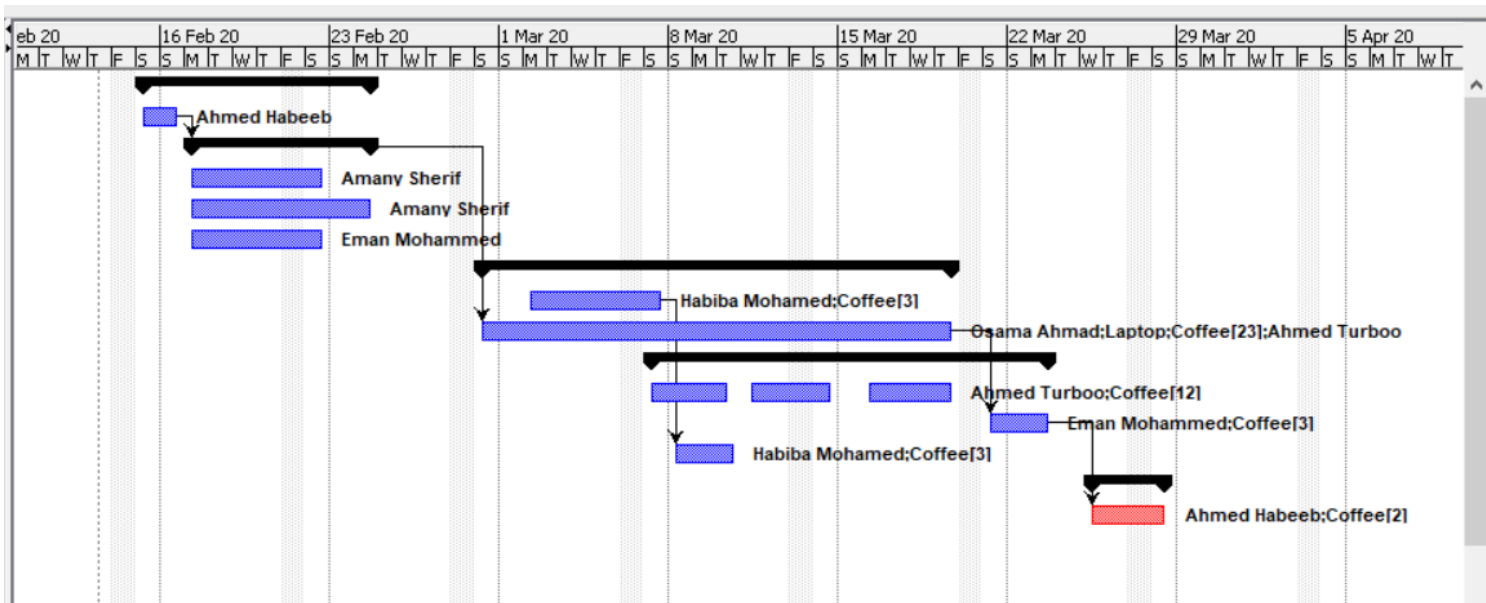 eb 20 16 Feb 20 23 Feb 20 1 Mar 20 8 Mar 20 15 Mar 20 22 Mar 20 29 Mar 20 5 Apr 20
M T W T F S S M T W T F S S M T W T F S S M T W T F S S M T W T F S S M T W T F S S M T W T F S S M T W T F S S M T W T
Ahmed Habeeb
Amany Sherif
Amany Sherif
Eman Mohammed
Habiba Mohamed;Coffee[3]
Osama Ahmad;Laptop;Coffee[23];Ahmed Turboo
Ahmed Turboo;Coffee[12]
Eman Mohammed;Coffee[3]
Habiba Mohamed;Coffee[3]
Ahmed Habeeb;Coffee[2]